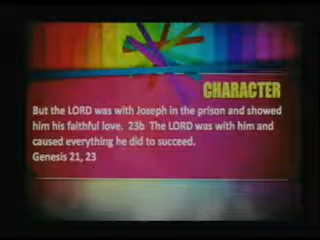 CHARACTER
But the LORD was with Joseph in the prison and showed
him his faithful love.  23b  The LORD was with him and
caused everything he did to succeed.
Genesis 21, 23